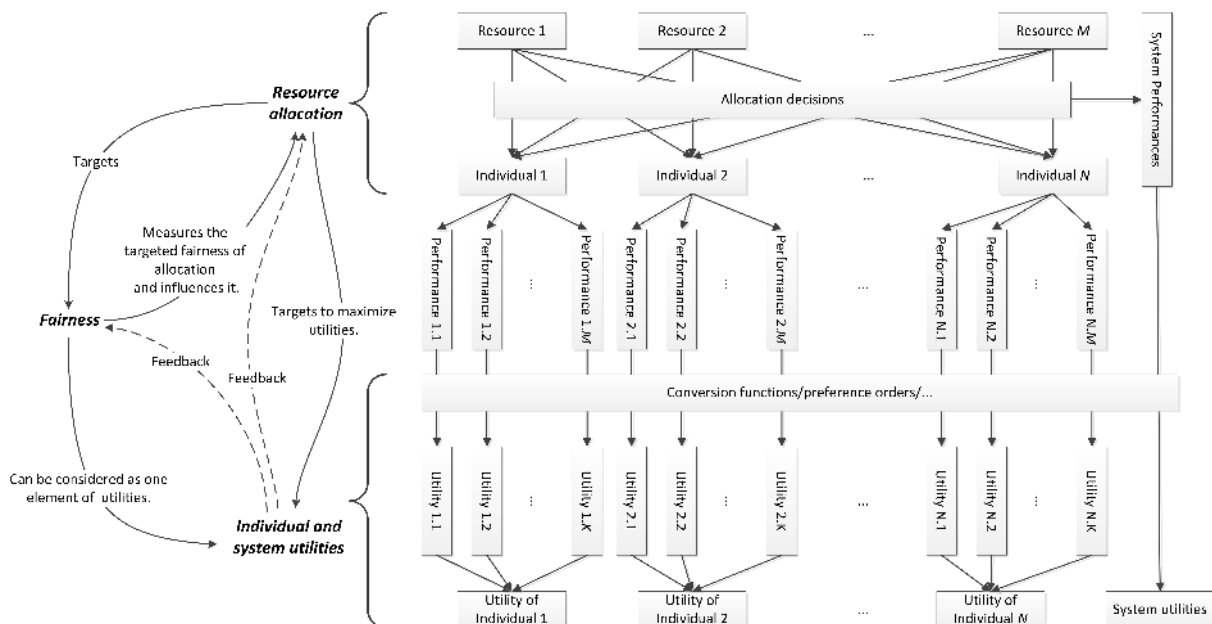 Resource 1
Resource 2
...
Resource M
System Performances
Allocation decisions
Resource
allocation
Targets
Individual 1
Individual 2
...
Individual N
Measures the
targeted fairness of
allocation
and influences it.
Performance 1.1
Performance 1.2
...
Performance 1.M
Performance 2.1
Performance 2.2
...
Performance 2.M
...
Performance N.1
Performance N.2
...
Performance N.M
Fairness
Targets to maximize
utilities.
Feedback
Feedback
Conversion functions/preference orders/...
Can be considered as one
element of utilities.
Individual and
system utilities
Utility 1.1
Utility 1.2
...
Utility 1.K
Utility 2.1
Utility 2.2
...
Utility 2.K
...
Utility N.1
Utility N.2
...
Utility N.K
Utility of
Individual 1
Utility of
Individual 2
...
Utility of
Individual N
System utilities